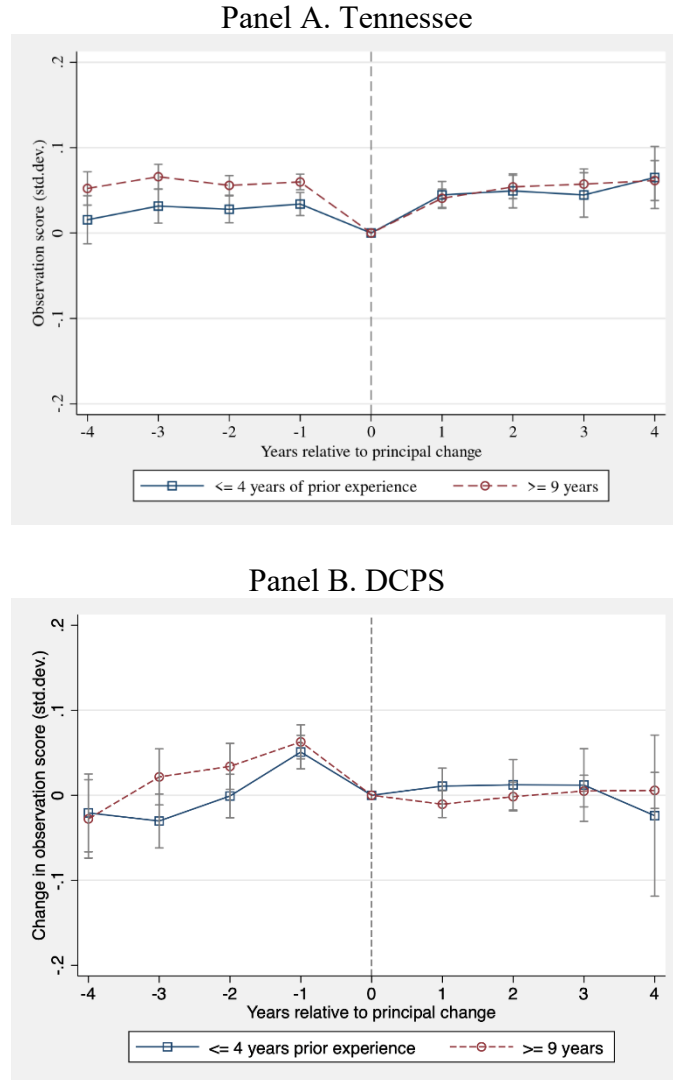 Panel A. Tennessee
Observation score (std.dev.)
.2
.1
0
-.1
-.2
-4 -3 -2 -1 0 1 2 3 4
Years relative to principal change
<= 4 years of prior experience >= 9 years
Panel B. DCPS
Change in observation score (std.dev.)
.2
.1
0
-.1
-.2
-4 -3 -2 -1 0 1 2 3 4
Years relative to principal change
<= 4 years prior experience >= 9 years